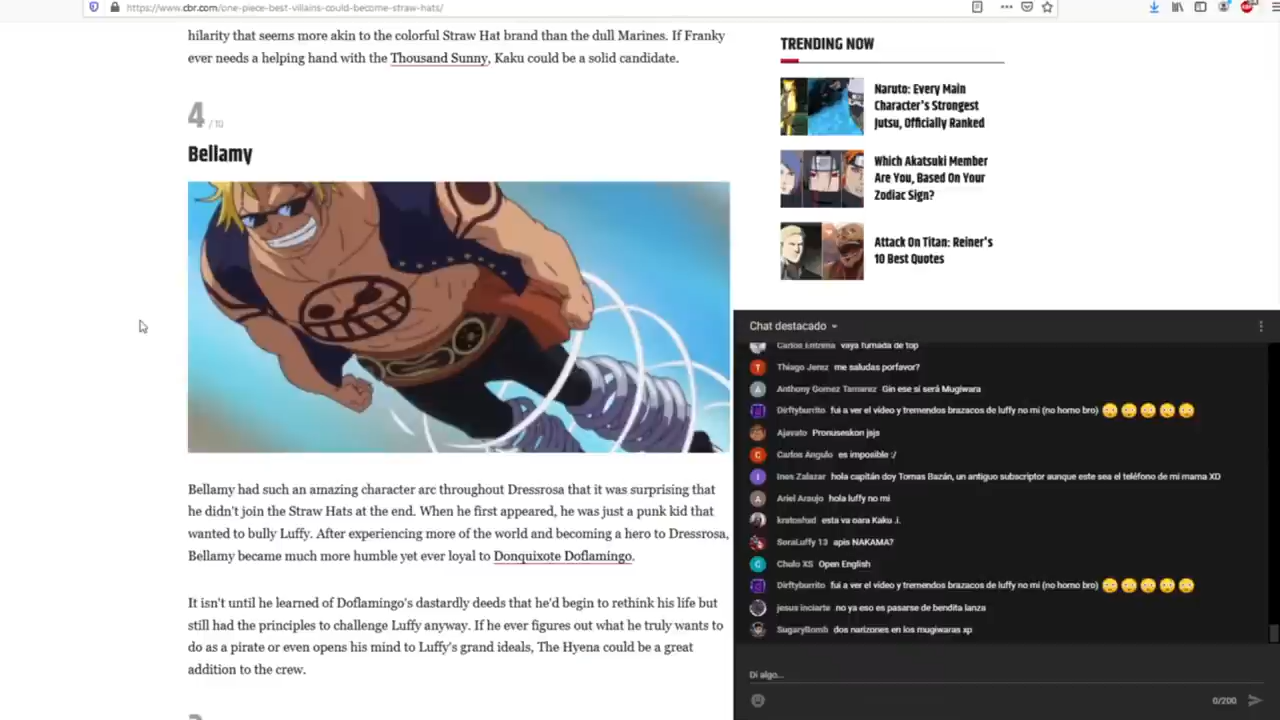 https://www.cbr.com/one-piece-best-villains-could-become-straw-hats/
hilarity that seems more akin to the colorful Straw Hat brand than the dull Marines. If Franky
ever needs a helping hand with the Thousand Sunny, Kaku could be a solid candidate.
4 / 10
Bellamy
Bellamy had such an amazing character arc throughout Dressrosa that it was surprising that
he didn't join the Straw Hats at the end. When he first appeared, he was just a punk kid that
wanted to bully Luffy. After experiencing more of the world and becoming a hero to Dressrosa,
Bellamy became much more humble yet ever loyal to Donquixote Doflamingo.
It isn't until he learned of Doflamingo's dastardly deeds that he'd begin to rethink his life but
still had the principles to challenge Luffy anyway. If he ever figures out what he truly wants to
do as a pirate or even opens his mind to Luffy's grand ideals, The Hyena could be a great
addition to the crew.
TRENDING NOW
Naruto: Every Main
Character's Strongest
Jutsu, Officially Ranked
Which Akatsuki Member
Are You, Based On Your
Zodiac Sign?
Attack On Titan: Reiner's
10 Best Quotes
Chat destacado
Carlos Entrena vaya fumada de top
T Thiago Jerez me saludas porfavor?
A Anthony Gomez Tamarez Gin ese si será Mugiwara
Dirftyburrito fui a ver el vídeo y tremendos brazacos de luffy no mi (no homo bro)
Ajavato Pronuseskon jsjs
C Carlos Angulo es imposible :/
I Ines Zalazar hola capitán doy Tomas Bazán, un antiguo subscriptor aunque este sea el teléfono de mi mama XD
A Ariel Araujo hola luffy no mi
kratosfud esta va oara Kaku .i.
SoraLuffy 13 apis NAKAMA?
C Chulo XS Open English
Dirftyburrito fui a ver el vídeo y tremendos brazacos de luffy no mi (no homo bro)
jesus inciarte no ya eso es pasarse de bendita lanza
SugaryBomb dos narizones en los mugiwaras xp
Di algo...
0/200